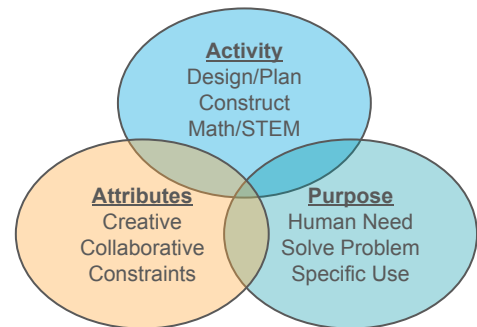 Activity
Design/Plan
Construct
Math/STEM
Attributes
Creative
Collaborative
Constraints
Purpose
Human Need
Solve Problem
Specific Use